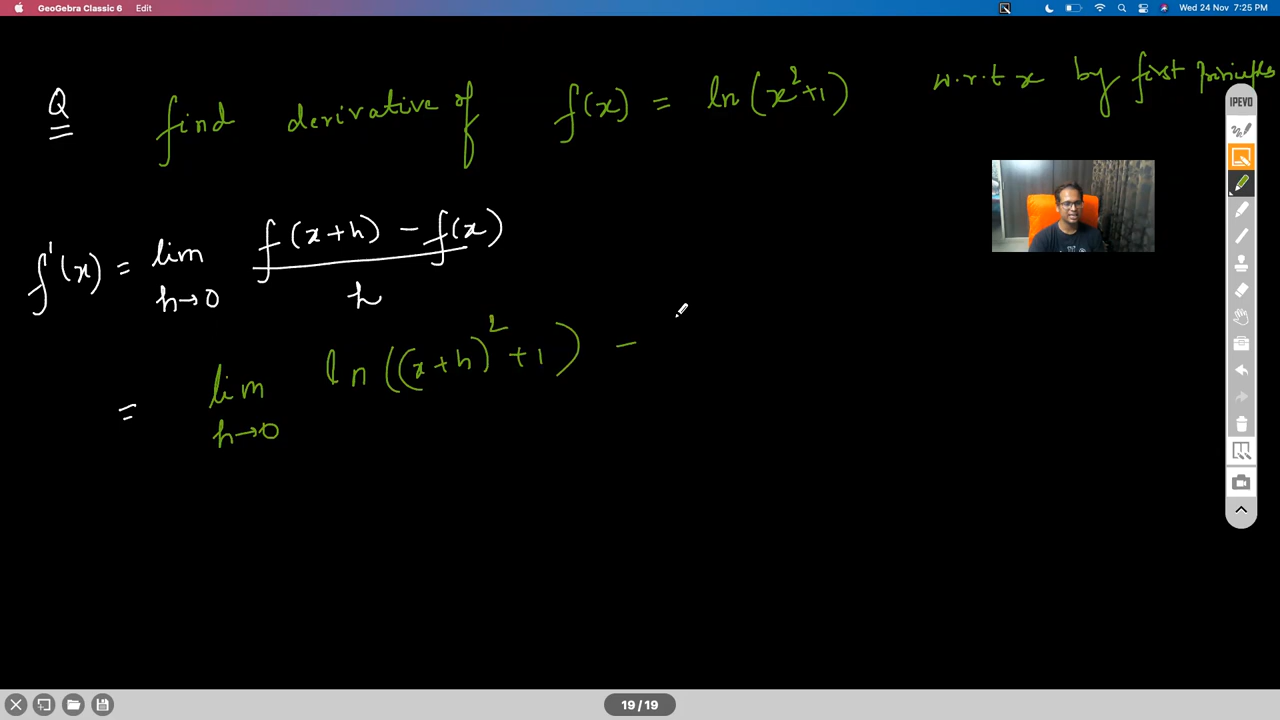 GeoGebra Classic 6 Edit Wed 24 Nov 7:25 PM
Q find derivative of f(x) = ln(x²+1) w.r.t x by first principles
IPEVO
f'(x) = lim h→0 f(x+h) - f(x) / h
= lim h→0 ln((x+h)² + 1) -
19 / 19